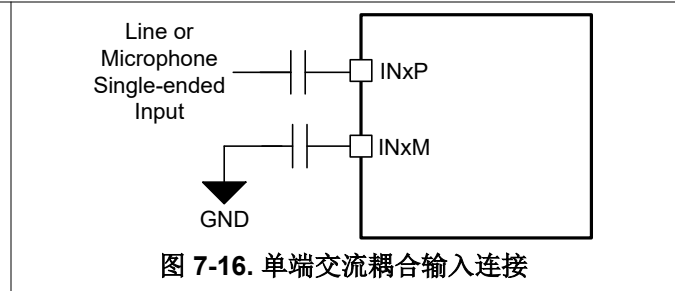 Line or
Microphone
Single-ended
Input
INxP
INxM
GND
图 7-16. 单端交流耦合输入连接